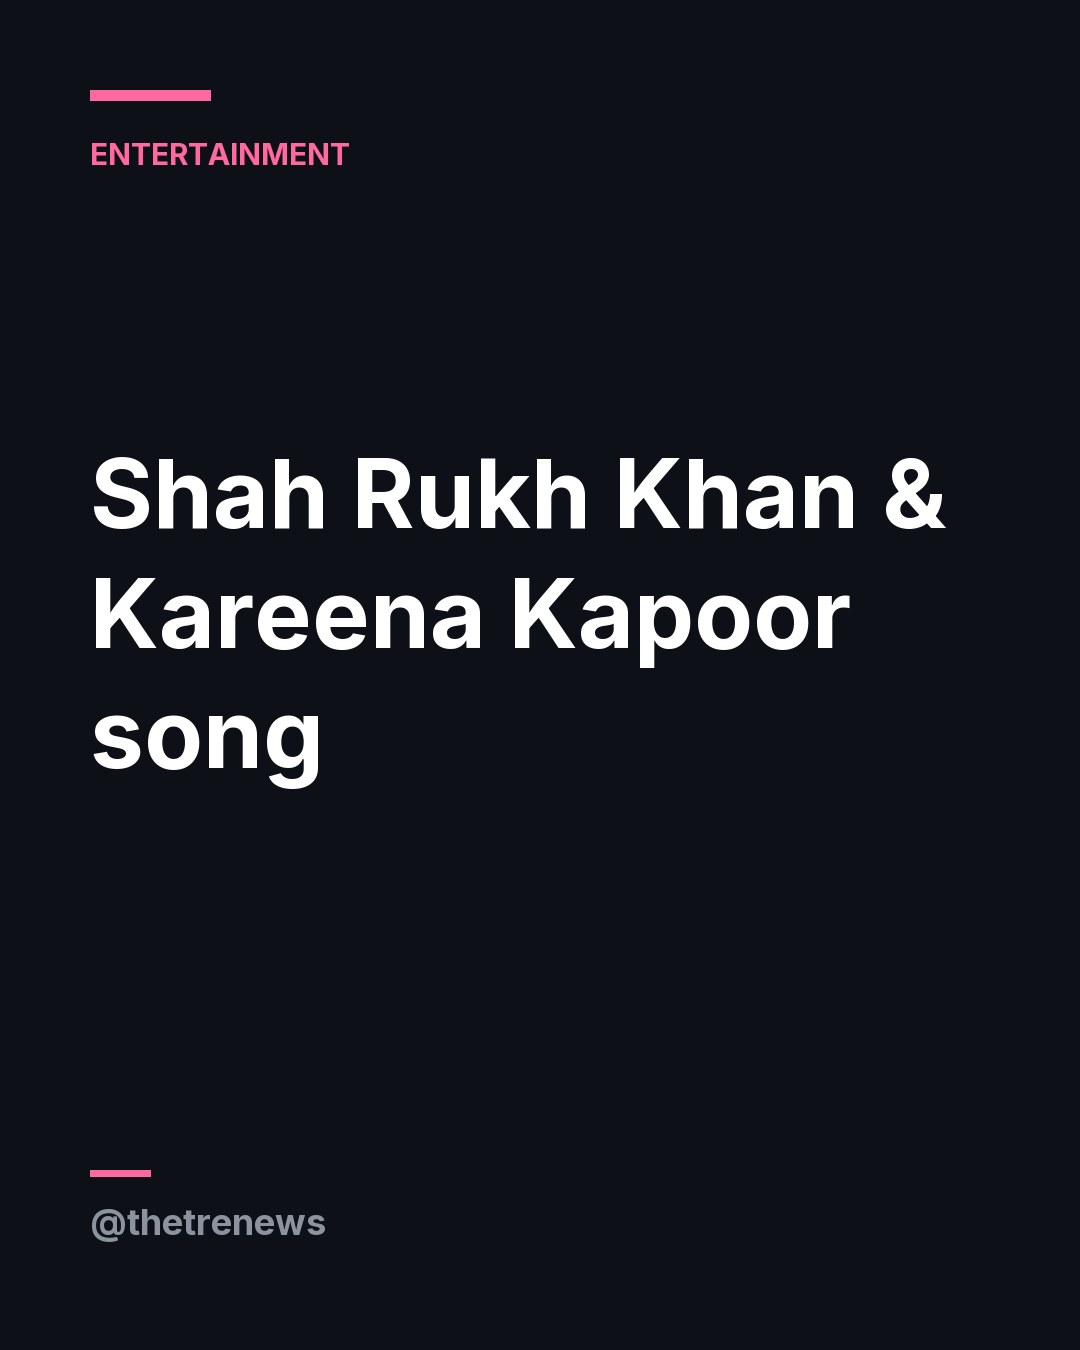 ENTERTAINMENT
Shah Rukh Khan &
Kareena Kapoor
song
@thetrenews